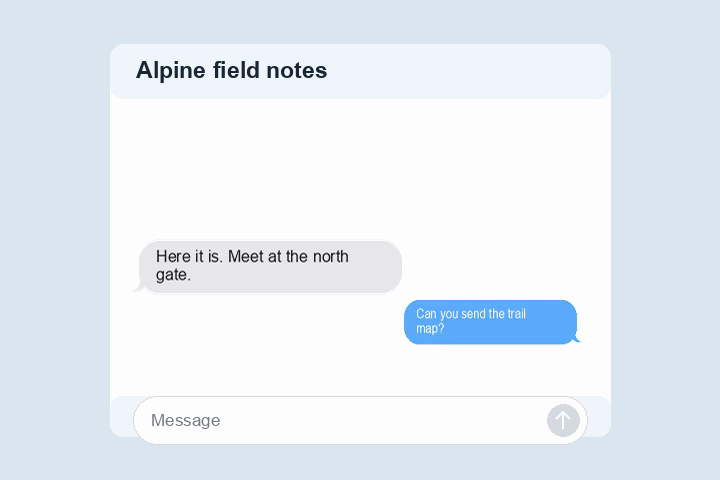 Alpine field notes
Here it is. Meet at the north
gate.
Can you send the trail
map?
Message